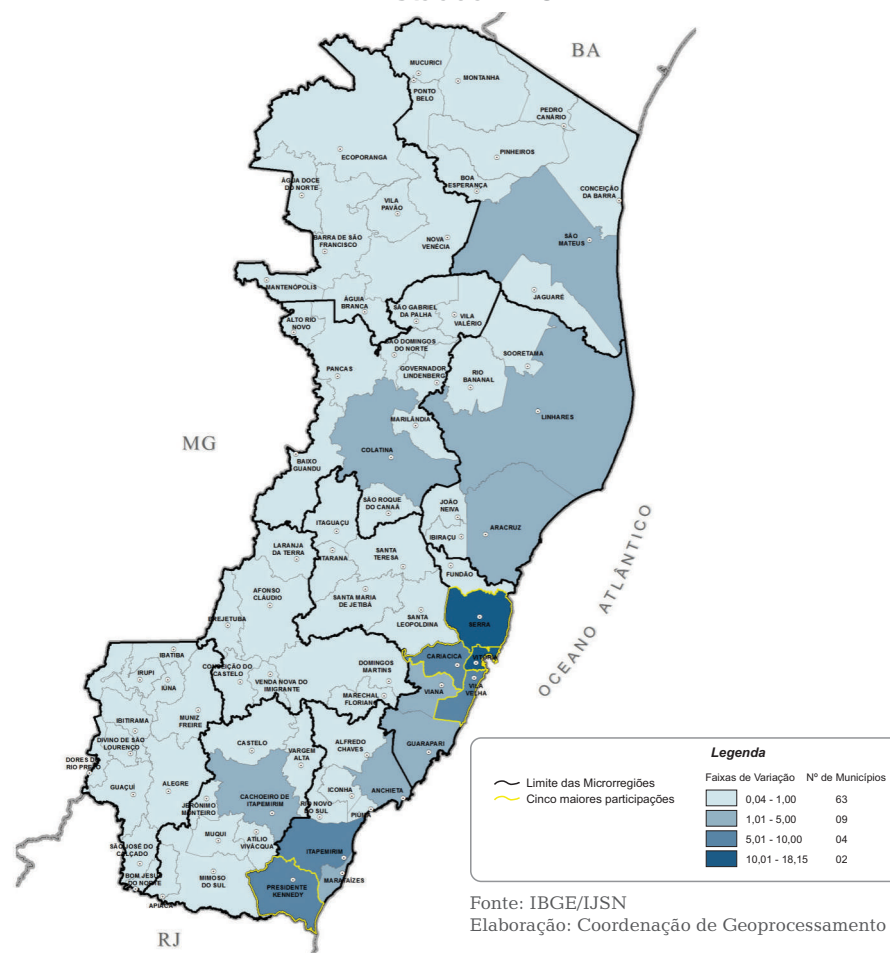 BA
MUCURICI
MONTANHA
PONTO
BELO
PEDRO
CANÁRIO
PINHEIROS
ECOPORANGA
BOA
ESPERANÇA
ÁGUA DOCE
DO NORTE
CONCEIÇÃO
DA BARRA
VILA
PAVÃO
SÃO
MATEUS
BARRA DE SÃO
FRANCISCO
NOVA
VENÉCIA
MANTENÓPOLIS
JAGUARÉ
ÁGUIA
BRANCA
SÃO GABRIEL
DA PALHA
VILA
VALÉRIO
ALTO RIO
NOVO
SÃO DOMINGOS
DO NORTE
SOORETAMA
PANCAS
GOVERNADOR
LINDENBERG
RIO
BANANAL
MARILÂNDIA
LINHARES
MG
COLATINA
BAIXO
GUANDU
SÃO ROQUE
DO CANAÃ
JOÃO
NEIVA
ITAGUAÇU
ARACRUZ
IBIRAÇU
LARANJA
DA TERRA
ITARANA
SANTA
TERESA
FUNDÃO
OCEANO ATLÂNTICO
AFONSO
CLÁUDIO
SANTA MARIA
DE JETIBÁ
SANTA
LEOPOLDINA
SERRA
BREJETUBA
IBATIBA
CARIACICA
VITÓRIA
IRUPI
IÚNA
CONCEIÇÃO DO
CASTELO
VENDA NOVA DO
IMIGRANTE
DOMINGOS
MARTINS
VIANA
VILA
VELHA
MARECHAL
FLORIANO
IBITIRAMA
MUNIZ
FREIRE
DIVINO DE SÃO
LOURENÇO
CASTELO
VARGEM
ALTA
ALFREDO
CHAVES
GUARAPARI
DORES DO
RIO PRETO
GUAÇUÍ
ALEGRE
CACHOEIRO DE
ITAPEMIRIM
ICONHA
ANCHIETA
JERÔNIMO
MONTEIRO
RIO NOVO
DO SUL
PIÚMA
MUQUI
ATÍLIO
VIVÁCQUA
SÃO JOSÉ DO
CALÇADO
ITAPEMIRIM
BOM JESUS
DO NORTE
MIMOSO
DO SUL
MARATAÍZES
PRESIDENTE
KENNEDY
APIACÁ
RJ
Legenda
Limite das Microrregiões
Cinco maiores participações
Faixas de Variação Nº de Municípios
0,04 - 1,00 63
1,01 - 5,00 09
5,01 - 10,00 04
10,01 - 18,15 02
Fonte: IBGE/IJSN
Elaboração: Coordenação de Geoprocessamento